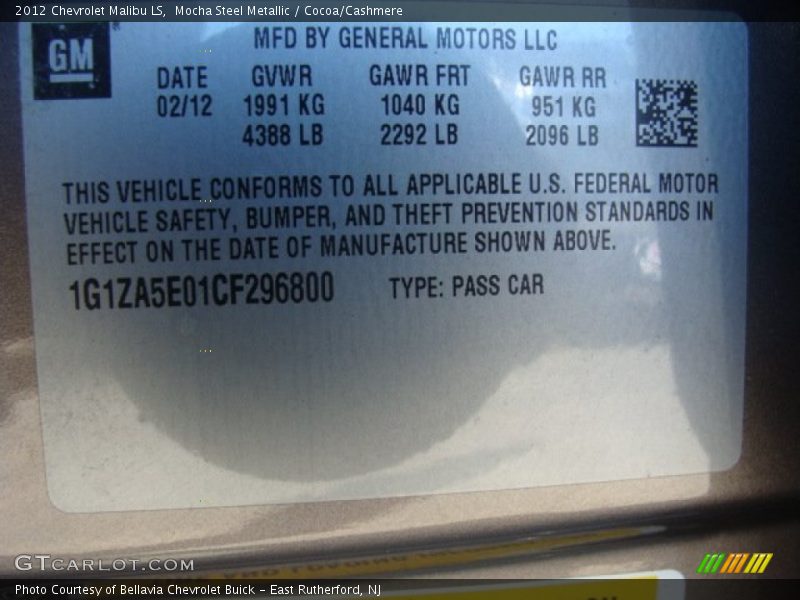 2012 Chevrolet Malibu LS, Mocha Steel Metallic / Cocoa/Cashmere
GM
MFD BY GENERAL MOTORS LLC
DATE GVWR GAWR FRT GAWR RR
02/12 1991 KG 1040 KG 951 KG
4388 LB 2292 LB 2096 LB
THIS VEHICLE CONFORMS TO ALL APPLICABLE U.S. FEDERAL MOTOR
VEHICLE SAFETY, BUMPER, AND THEFT PREVENTION STANDARDS IN
EFFECT ON THE DATE OF MANUFACTURE SHOWN ABOVE.
1G1ZA5E01CF296800 TYPE: PASS CAR
GTCARLOT.COM
Photo Courtesy of Bellavia Chevrolet Buick - East Rutherford, NJ